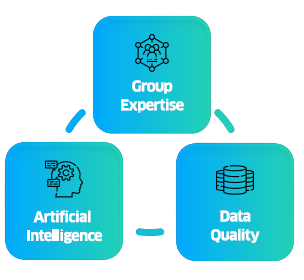 Group
Expertise
Artificial
Intelligence
Data
Quality